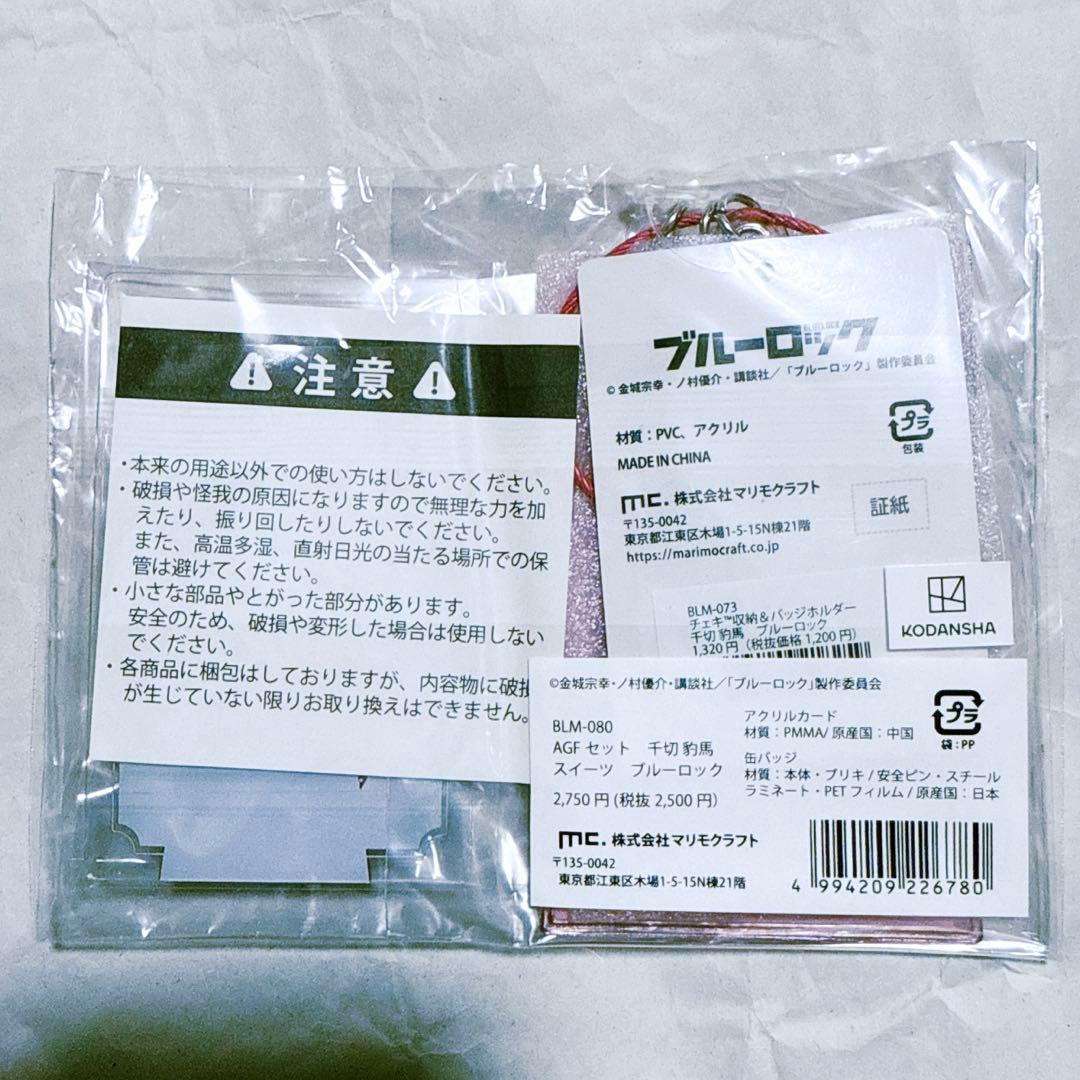 注意
・本来の用途以外での使い方はしないでください。
・破損や怪我の原因になりますので無理な力を加
えたり、振り回したりしないでください。
また、高温多湿、直射日光の当たる場所での保
管は避けてください。
・小さな部品やとがった部分があります。
安全のため、破損や変形した場合は使用しない
でください。
・各商品に梱包はしておりますが、内容物に破損
が生じていない限りお取り換えはできません。
ブルーロック
BLUELOCK
© 金城宗幸・ノ村優介・講談社／「ブルーロック」製作委員会
材質：PVC、アクリル
MADE IN CHINA
プラ
包装
mc. 株式会社マリモクラフト
〒135-0042
東京都江東区木場1-5-15N棟21階
https://marimocraft.co.jp
証紙
BLM-073
チェキ™収納&バッジホルダー
千切 豹馬 ブルーロック
1,320円 (税抜価格 1,200円)
KODANSHA
©金城宗幸・ノ村優介・講談社／「ブルーロック」製作委員会
BLM-080
AGF セット 千切 豹馬
スイーツ ブルーロック
2,750 円 (税抜 2,500 円)
アクリルカード
材質：PMMA/ 原産国：中国
缶バッジ
材質：本体・ブリキ / 安全ピン・スチール
ラミネート・PET フィルム / 原産国：日本
プラ
袋：PP
mc. 株式会社マリモクラフト
〒135-0042
東京都江東区木場1-5-15N棟21階
4 994209 226780